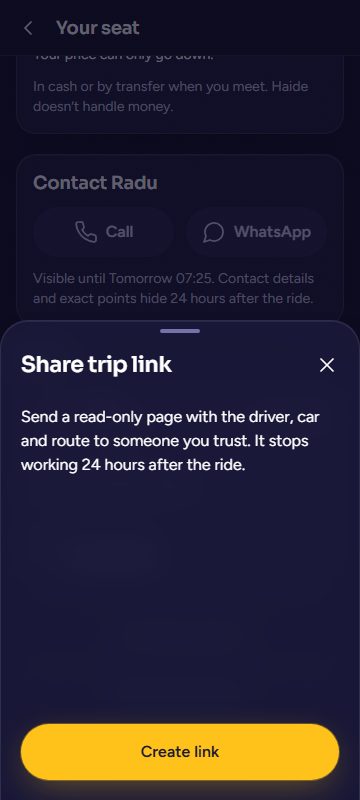 Your seat
Your price can only go down.
In cash or by transfer when you meet. Haide
doesn't handle money.
Contact Radu
Call
WhatsApp
Visible until Tomorrow 07:25. Contact details
and exact points hide 24 hours after the ride.
Share trip link
Send a read-only page with the driver, car
and route to someone you trust. It stops
working 24 hours after the ride.
Create link